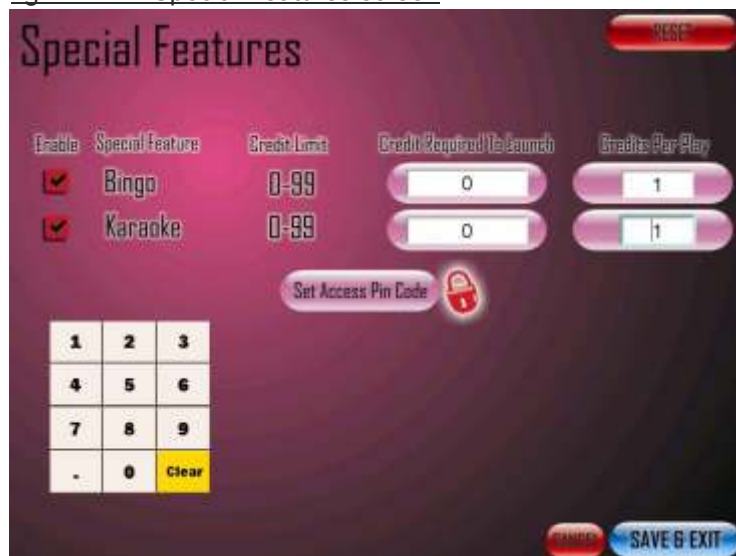 Special Features
RESET
Enable Special Feature Credit Limit Credit Required To Launch Credits Per Play
Bingo 0-99 0 1
Karaoke 0-99 0 1
Set Access Pin Code
1 2 3
4 5 6
7 8 9
. 0 Clear
CANCEL SAVE & EXIT